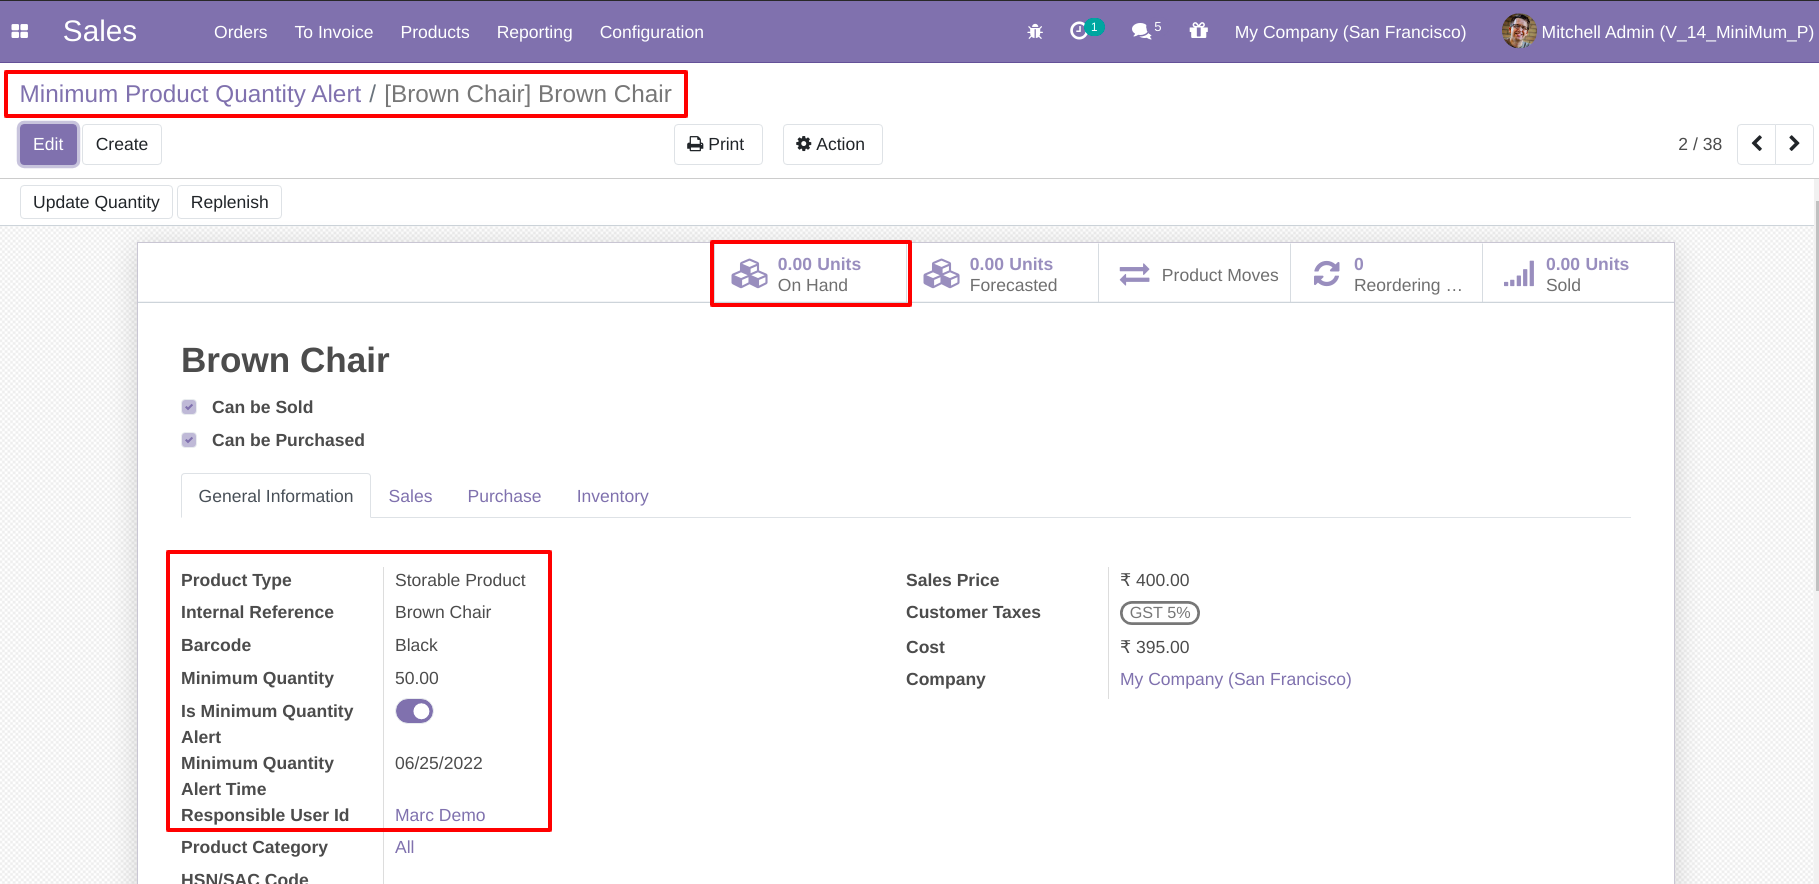 Sales Orders To Invoice Products Reporting Configuration 1 5 My Company (San Francisco) Mitchell Admin (V_14_MiniMum_P)
Minimum Product Quantity Alert / [Brown Chair] Brown Chair
Edit Create Print Action 2 / 38
Update Quantity Replenish
0.00 Units
On Hand
0.00 Units
Forecasted
Product Moves
0
Reordering ...
0.00 Units
Sold
Brown Chair
Can be Sold
Can be Purchased
General Information Sales Purchase Inventory
Product Type Storable Product
Internal Reference Brown Chair
Barcode Black
Minimum Quantity 50.00
Is Minimum Quantity
Alert
Minimum Quantity 06/25/2022
Alert Time
Responsible User Id Marc Demo
Product Category All
HSN/SAC Code
Sales Price ₹ 400.00
Customer Taxes GST 5%
Cost ₹ 395.00
Company My Company (San Francisco)